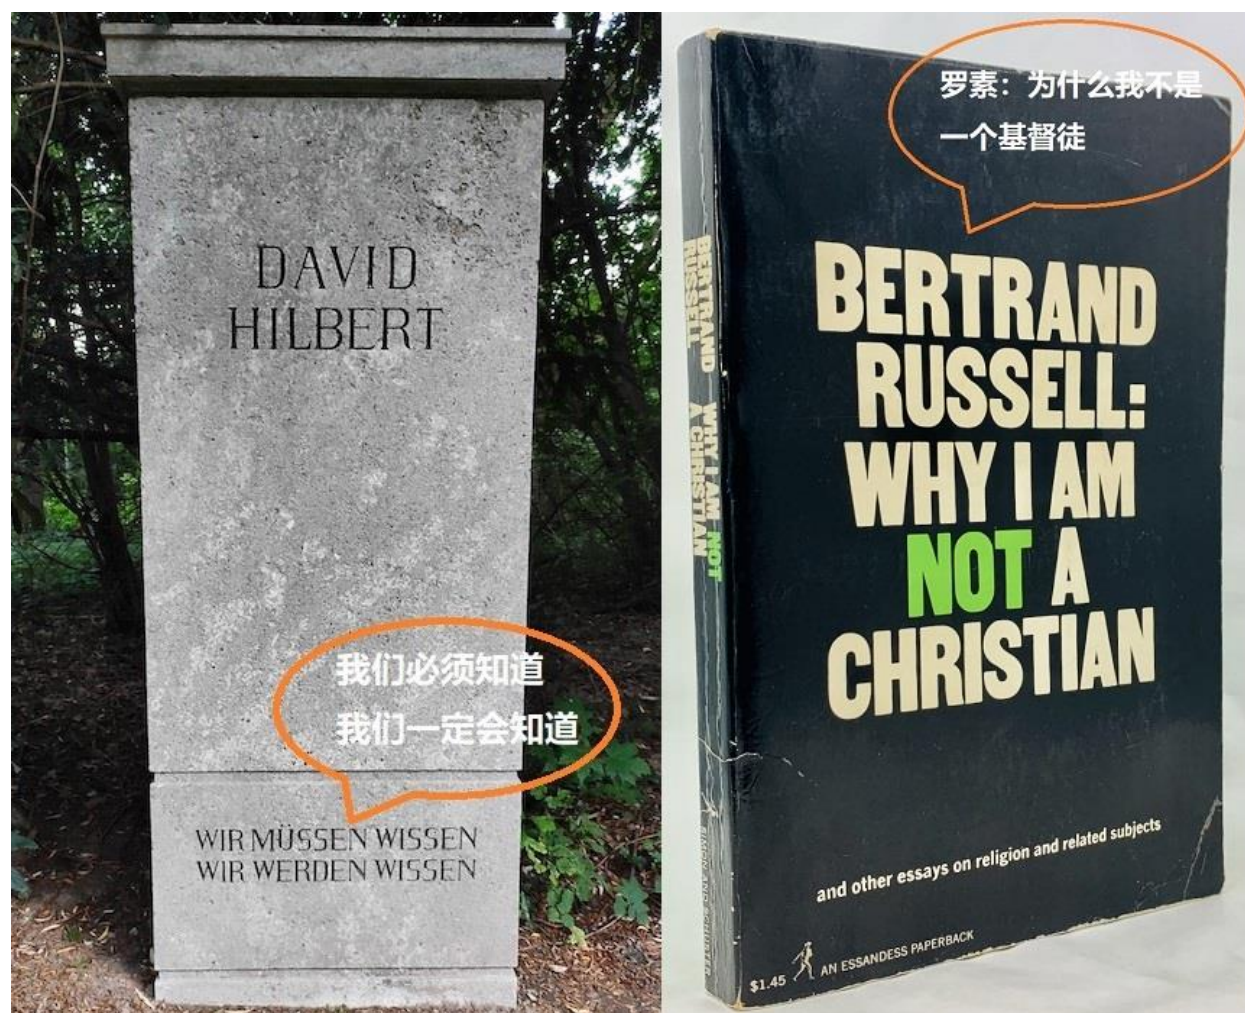 DAVID
HILBERT
我们必须知道
我们一定会知道
WIR MÜSSEN WISSEN
WIR WERDEN WISSEN
罗素：为什么我不是
一个基督徒
BERTRAND
RUSSELL:
WHY I AM
NOT A
CHRISTIAN
and other essays on religion and related subjects
$1.45
AN ESSANDESS PAPERBACK
BERTRAND
RUSSELL
WHY I AM NOT
A CHRISTIAN
SIMON AND SCHUSTER